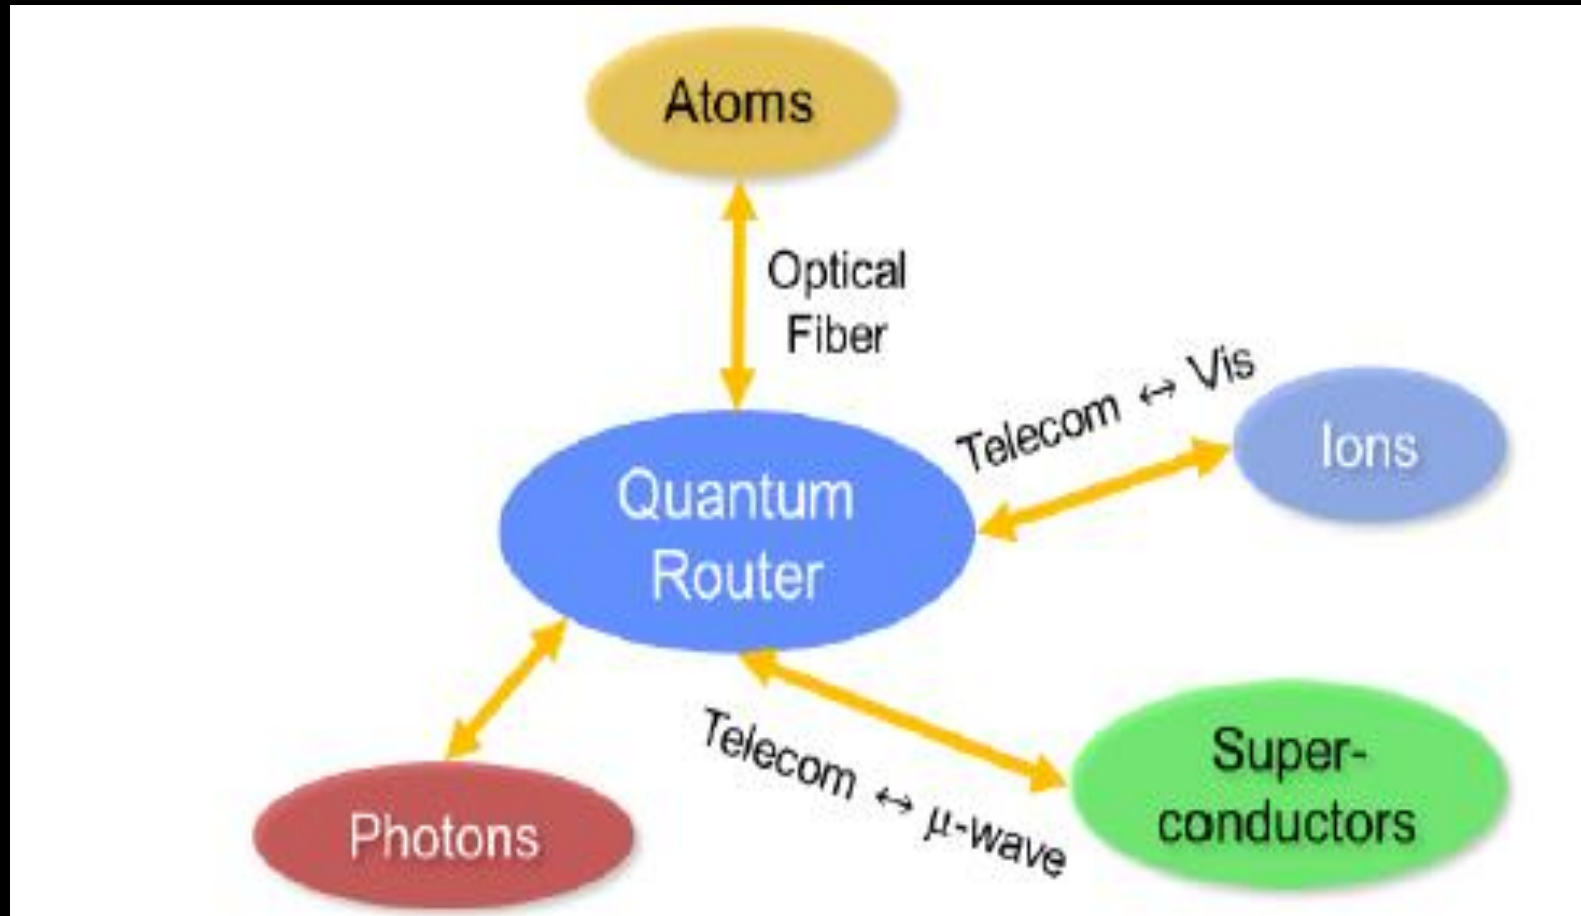 Atoms
Optical
Fiber
Telecom ↔ Vis
Ions
Quantum
Router
Telecom ↔ μ-wave
Super-
conductors
Photons